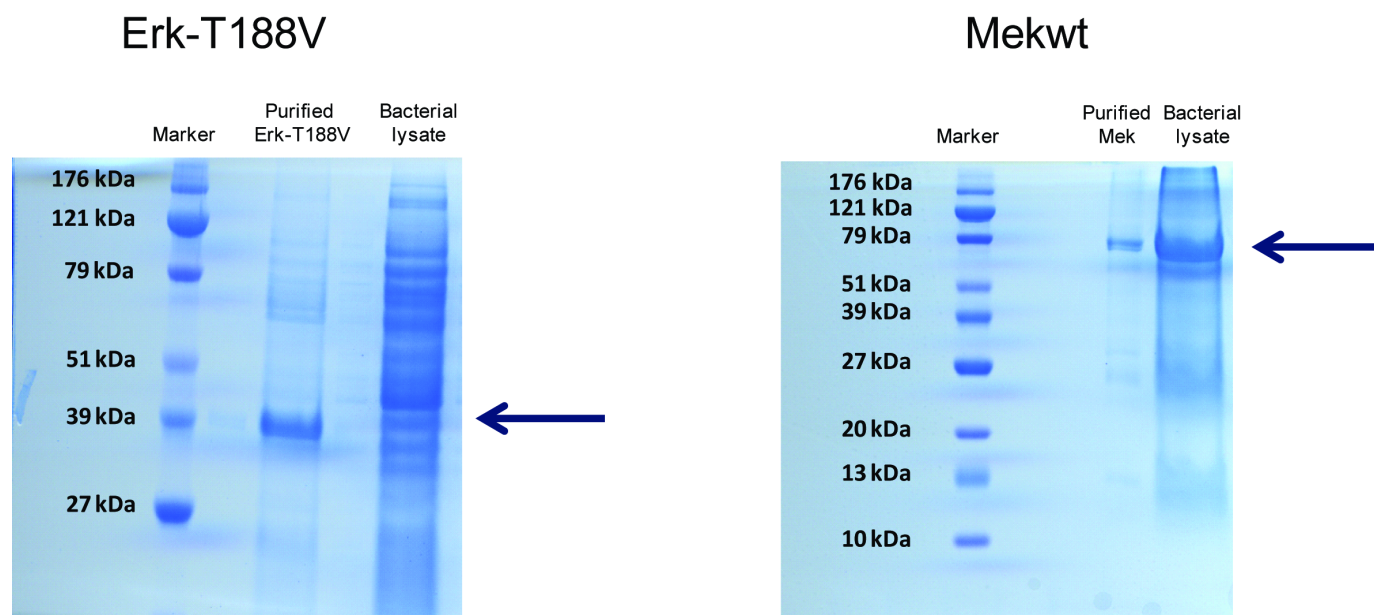 Erk-T188V
Marker
Purified
Erk-T188V
Bacterial
lysate
176 kDa
121 kDa
79 kDa
51 kDa
39 kDa
27 kDa
Mekwt
Marker
Purified
Mek
Bacterial
lysate
176 kDa
121 kDa
79 kDa
51 kDa
39 kDa
27 kDa
20 kDa
13 kDa
10 kDa